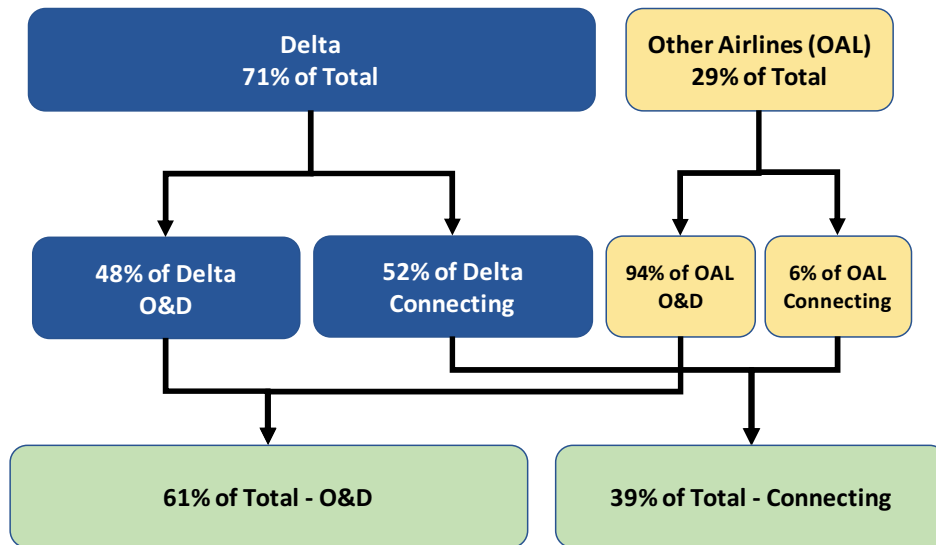 Delta
71% of Total
Other Airlines (OAL)
29% of Total
48% of Delta
O&D
52% of Delta
Connecting
94% of OAL
O&D
6% of OAL
Connecting
61% of Total - O&D
39% of Total - Connecting